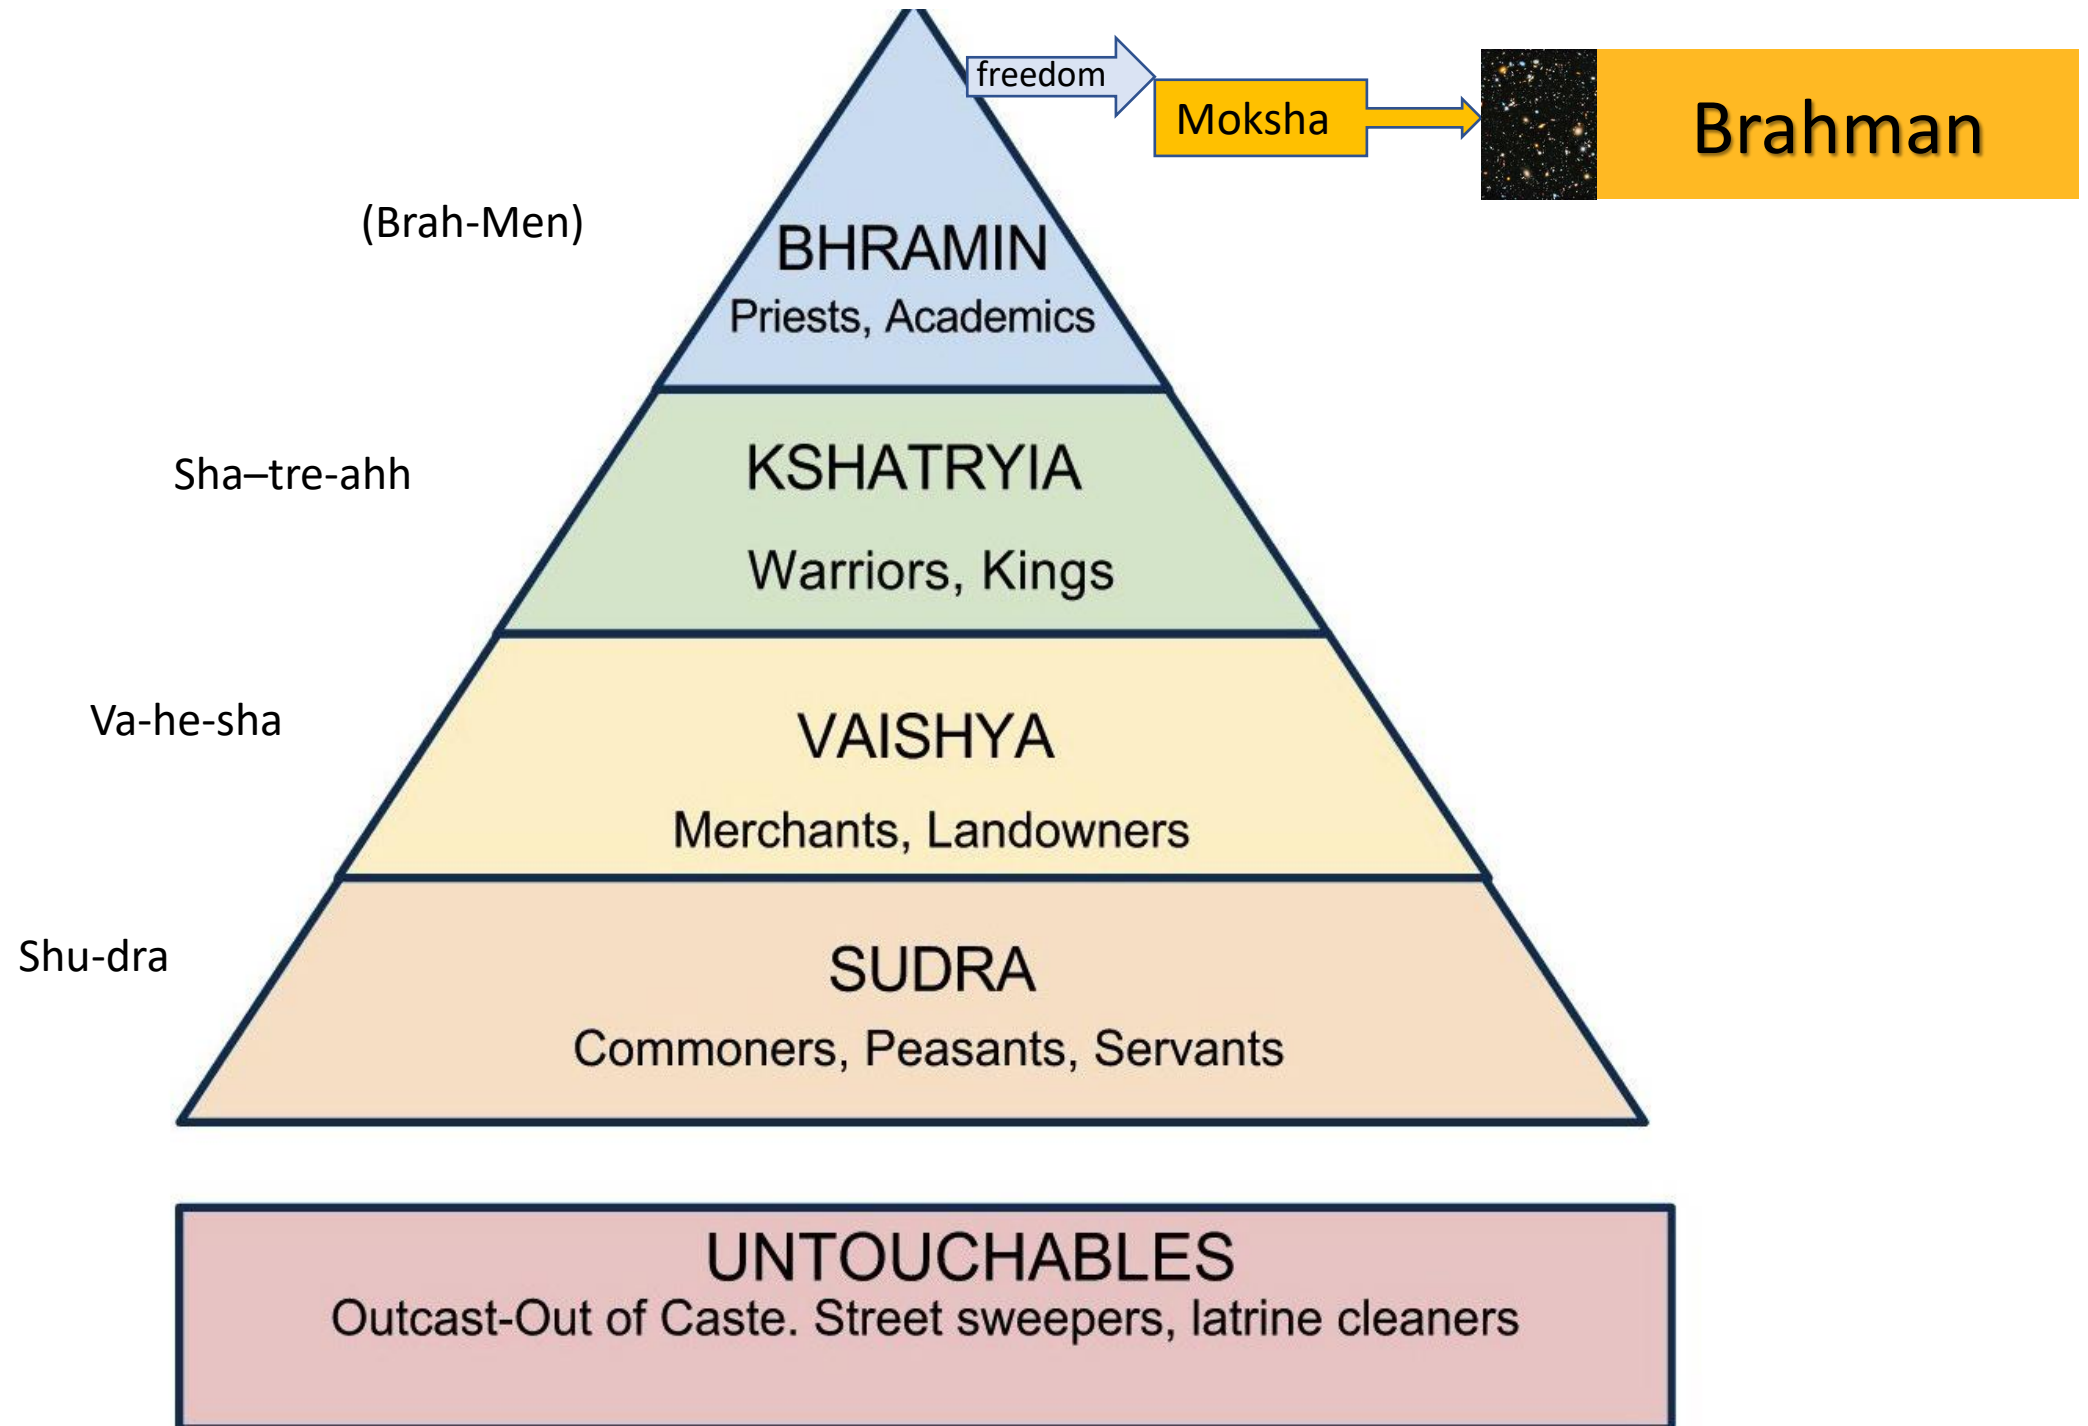 freedom
Moksha
Brahman
(Brah-Men)
BHRAMIN
Priests, Academics
Sha–tre-ahh
KSHATRYIA
Warriors, Kings
Va-he-sha
VAISHYA
Merchants, Landowners
Shu-dra
SUDRA
Commoners, Peasants, Servants
UNTOUCHABLES
Outcast-Out of Caste. Street sweepers, latrine cleaners